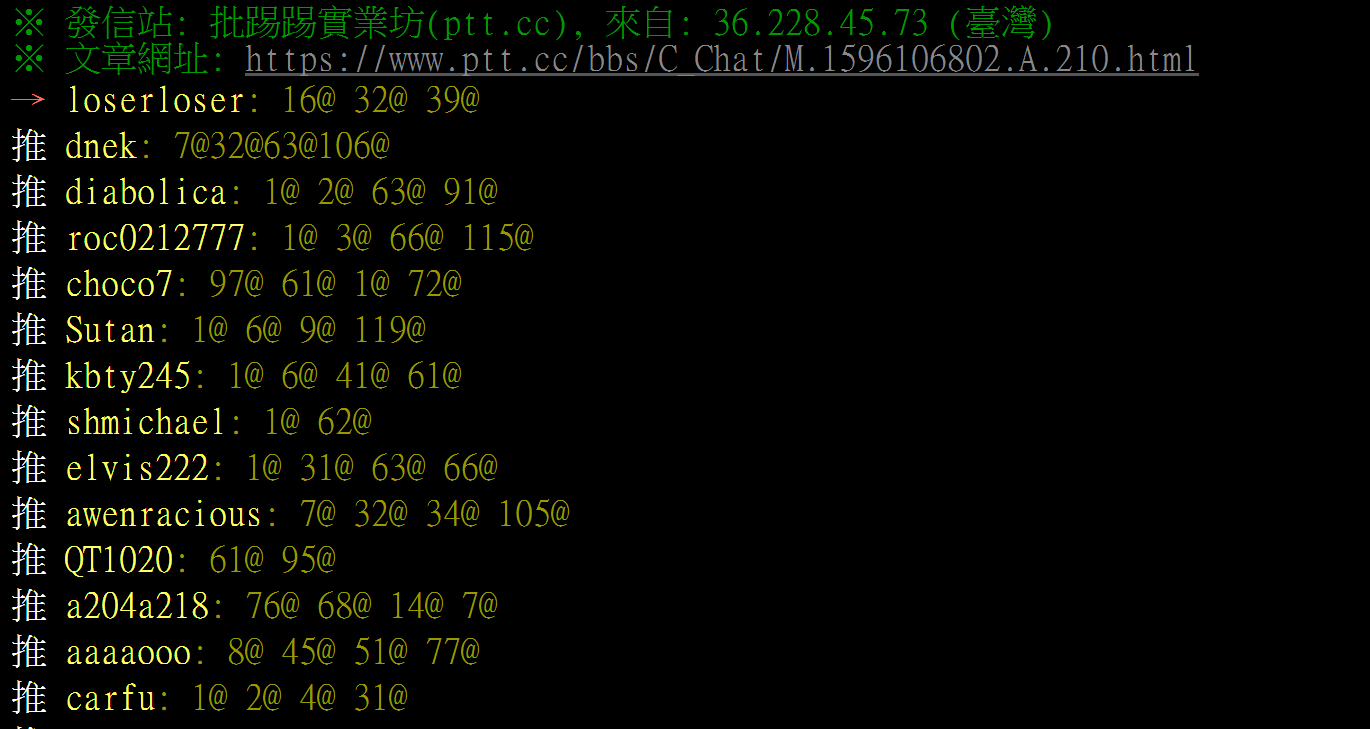 ※ 發信站: 批踢踢實業坊(ptt.cc), 來自: 36.228.45.73 (臺灣)
※ 文章網址: https://www.ptt.cc/bbs/C_Chat/M.1596106802.A.210.html
→ loserloser: 16@ 32@ 39@
推 dnek: 7@32@63@106@
推 diabolica: 1@ 2@ 63@ 91@
推 roc0212777: 1@ 3@ 66@ 115@
推 choco7: 97@ 61@ 1@ 72@
推 Sutan: 1@ 6@ 9@ 119@
推 kbty245: 1@ 6@ 41@ 61@
推 shmichael: 1@ 62@
推 elvis222: 1@ 31@ 63@ 66@
推 awenracious: 7@ 32@ 34@ 105@
推 QT1020: 61@ 95@
推 a204a218: 76@ 68@ 14@ 7@
推 aaaaooo: 8@ 45@ 51@ 77@
推 carfu: 1@ 2@ 4@ 31@